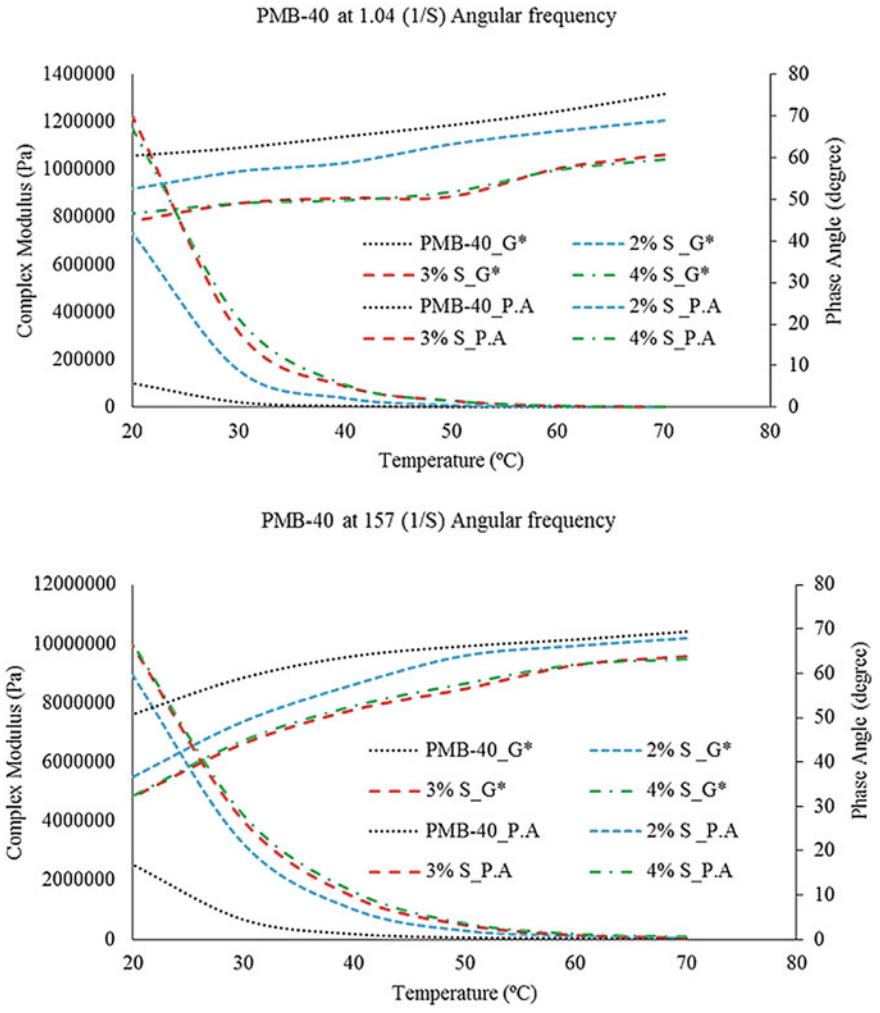 PMB-40 at 1.04 (1/S) Angular frequency
1400000
1200000
1000000
800000
600000
400000
200000
0
Complex Modulus (Pa)
80
70
60
50
40
30
20
10
0
Phase Angle (degree)
PMB-40_G*
2% S _G*
3% S_G*
4% S_G*
PMB-40_P.A
2% S _P.A
3% S_P.A
4% S_P.A
20 30 40 50 60 70 80
Temperature (ºC)
PMB-40 at 157 (1/S) Angular frequency
12000000
10000000
8000000
6000000
4000000
2000000
0
Complex Modulus (Pa)
80
70
60
50
40
30
20
10
0
Phase Angle (degree)
PMB-40_G*
2% S _G*
3% S_G*
4% S_G*
PMB-40_P.A
2% S_P.A
3% S_P.A
4% S_P.A
20 30 40 50 60 70 80
Temperature (ºC)